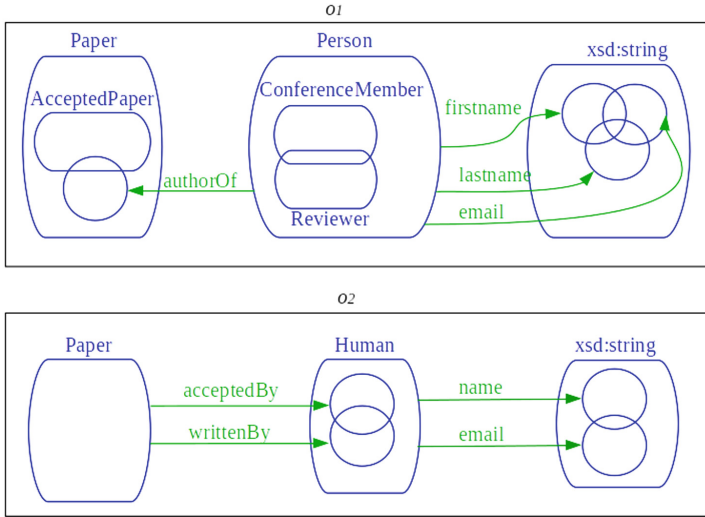 o1
Paper
Person
xsd:string
AcceptedPaper
ConferenceMember
firstname
authorOf
lastname
Reviewer
email
o2
Paper
Human
xsd:string
acceptedBy
name
writtenBy
email